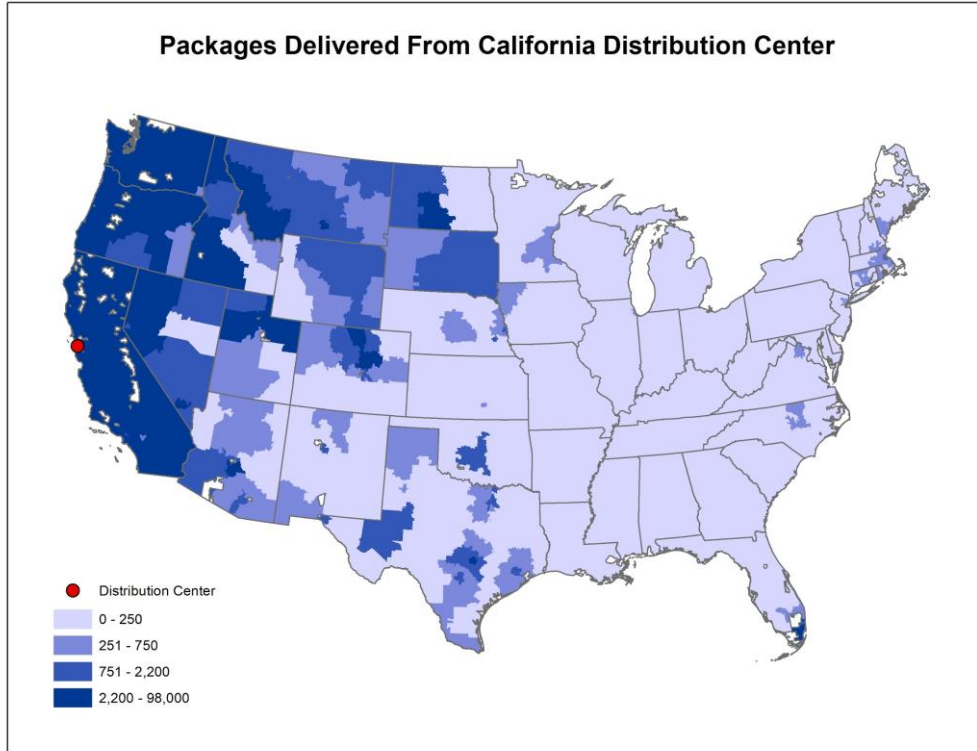 Packages Delivered From California Distribution Center
Distribution Center
0 - 250
251 - 750
751 - 2,200
2,200 - 98,000